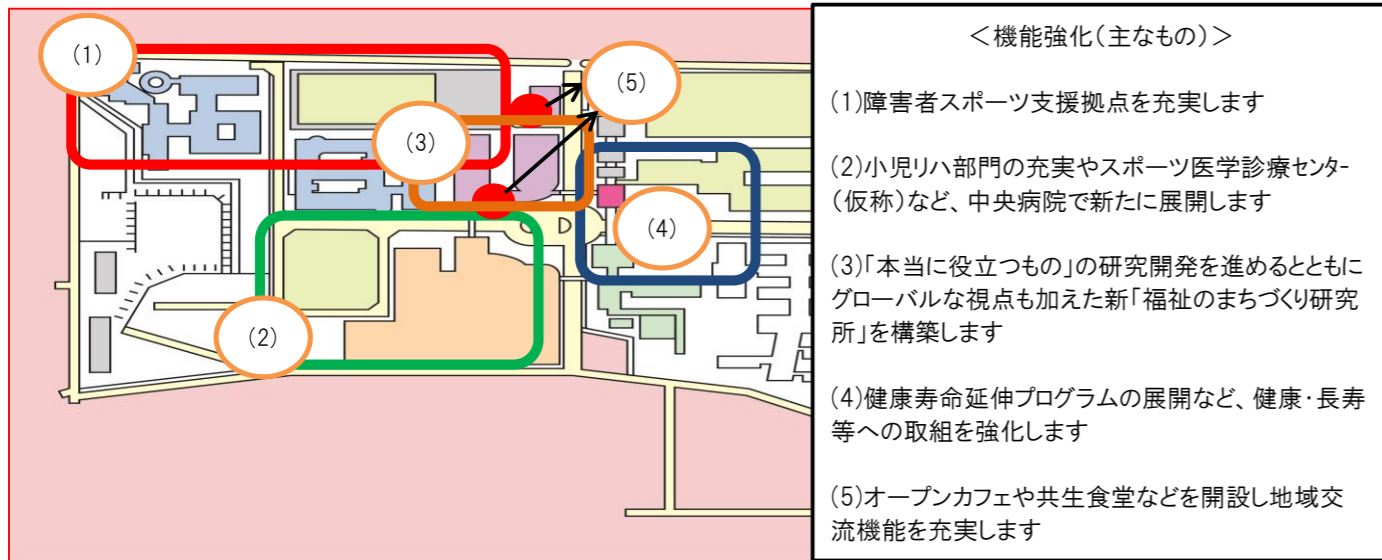 (1)
(5)
(3)
(4)
(2)
<機能強化(主なもの)>
(1)障害者スポーツ支援拠点を充実します
(2)小児リハ部門の充実やスポーツ医学診療センター
(仮称)など、中央病院で新たに展開します
(3)「本当に役立つもの」の研究開発を進めるとともに
グローバルな視点も加えた新「福祉のまちづくり研究
所」を構築します
(4)健康寿命延伸プログラムの展開など、健康・長寿
等への取組を強化します
(5)オープンカフェや共生食堂などを開設し地域交
流機能を充実します